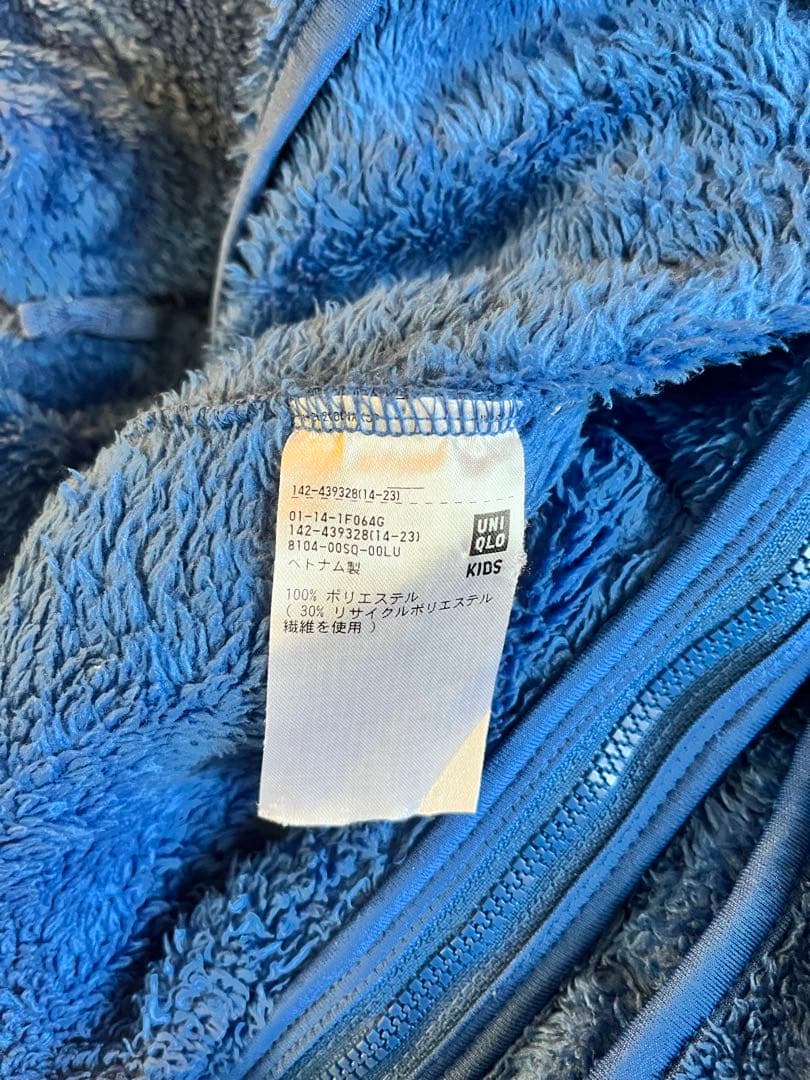 142-439328(14-23)
01-14-1F064G
142-439328(14-23)
8104-00SQ-00LU
ベトナム製
UNI
QLO
KIDS
100% ポリエステル
( 30% リサイクルポリエステル
繊維を使用 )